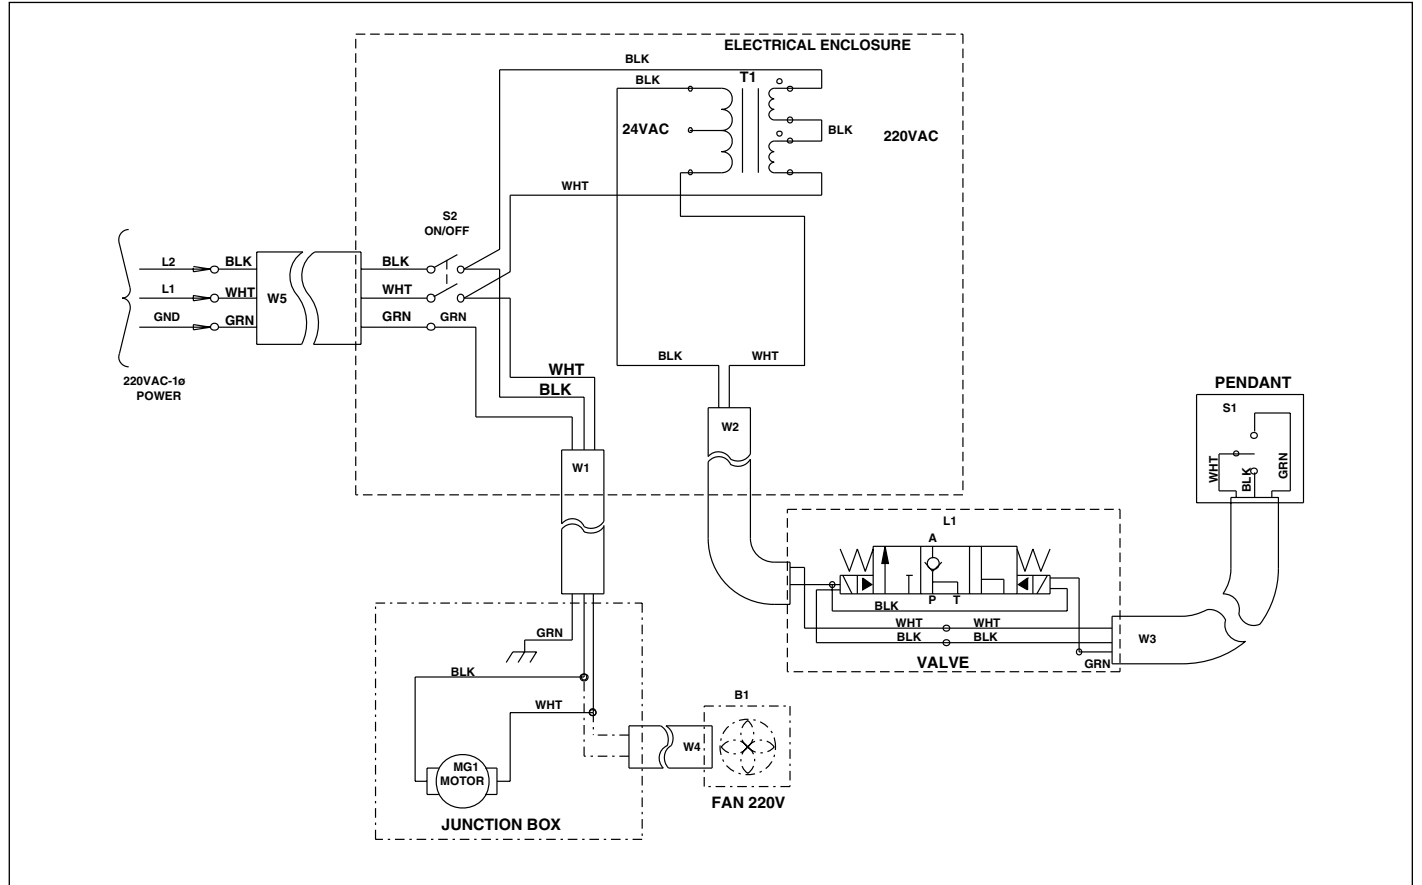 ELECTRICAL ENCLOSURE
BLK
BLK
T1
24VAC
BLK
220VAC
WHT
S2
ON/OFF
L2
BLK
BLK
L1
WHT
W5
WHT
GND
GRN
GRN
GRN
220VAC-1ø
POWER
BLK
WHT
WHT
BLK
PENDANT
S1
W2
WHT
BLK
GRN
W1
L1
A
BLK
P T
WHT
WHT
BLK
BLK
W3
VALVE
GRN
GRN
BLK
WHT
B1
W4
MG1
MOTOR
FAN 220V
JUNCTION BOX